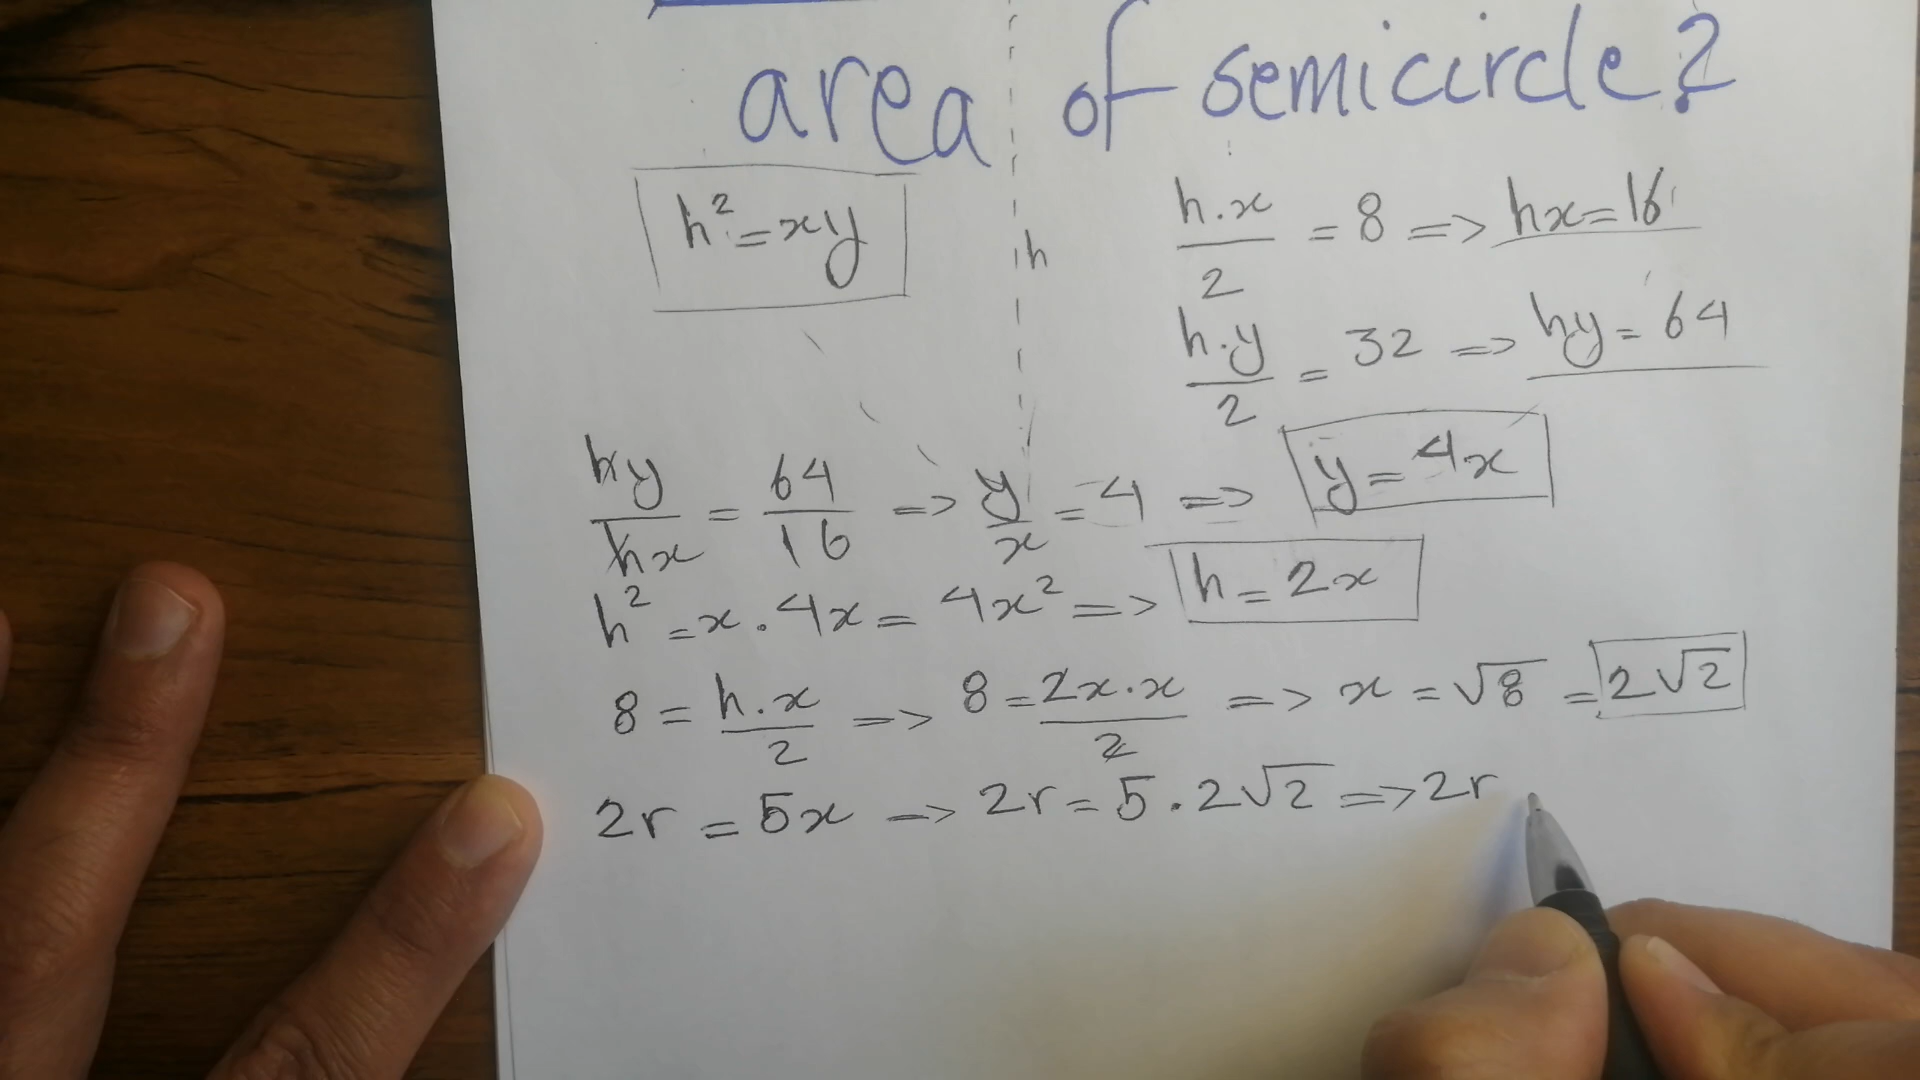 area of semicircle?
h² = xy
h
h·x/2 = 8 => hx = 16
h·y/2 = 32 => hy = 64
hy/hx = 64/16 => y/x = 4 => y = 4x
h² = x·4x = 4x² => h = 2x
8 = h·x/2 => 8 = 2x·x/2 => x = √8 = 2√2
2r = 5x -> 2r = 5·2√2 => 2r